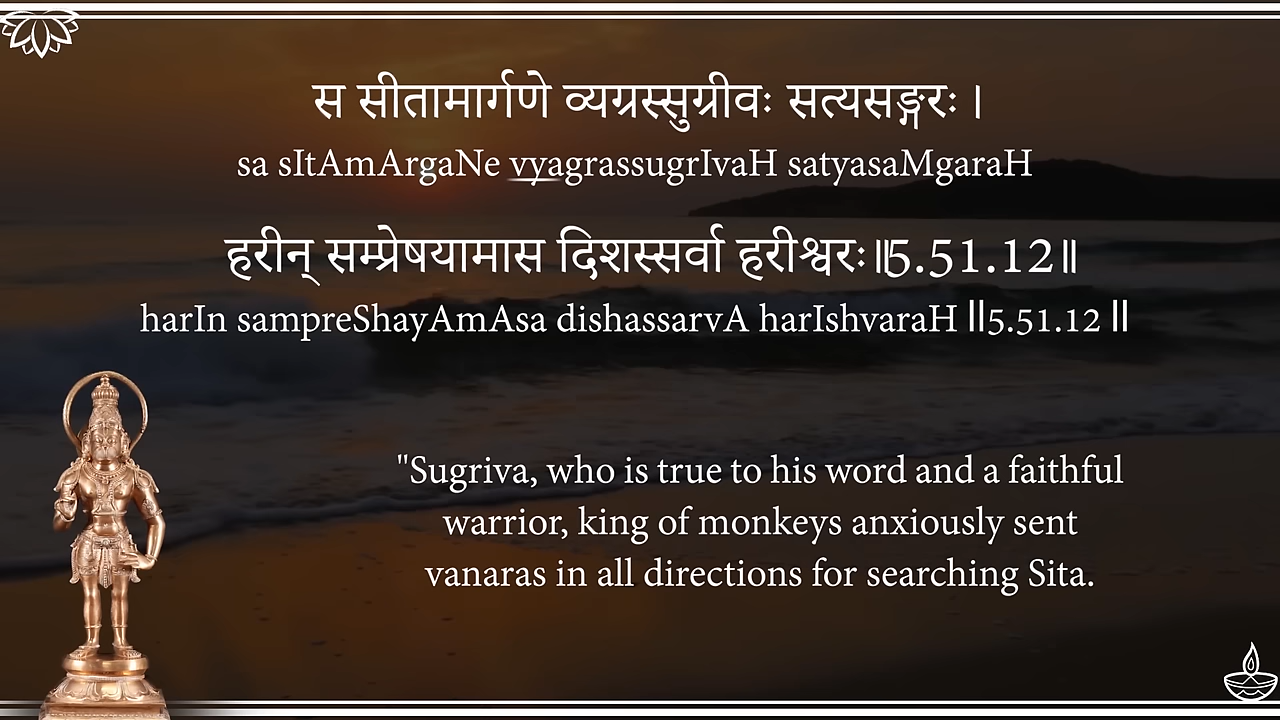 स सीतामार्गणे व्यग्रस्सुग्रीवः सत्यसङ्गरः ।
sa sItAmArgaNe vyagrassugrIvaH satyasaMgaraH
हरीन् सम्प्रेषयामास दिशस्सर्वा हरीश्वरः॥5.51.12॥
harIn sampreShayAmAsa dishassarvA harIshvaraH ॥5.51.12 ॥
"Sugriva, who is true to his word and a faithful
warrior, king of monkeys anxiously sent
vanaras in all directions for searching Sita.